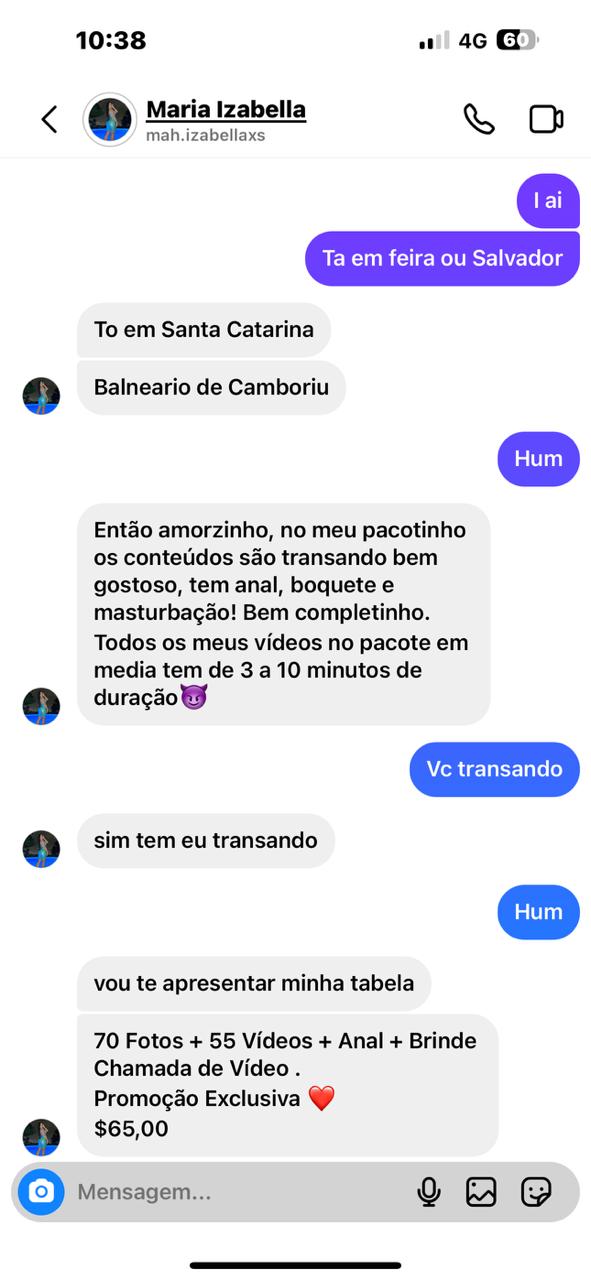 10:38
4G
60
Maria Izabella
mah.izabellaxs
I ai
Ta em feira ou Salvador
To em Santa Catarina
Balneario de Camboriu
Hum
Então amorzinho, no meu pacotinho
os conteúdos são transando bem
gostoso, tem anal, boquete e
masturbação! Bem completinho.
Todos os meus vídeos no pacote em
media tem de 3 a 10 minutos de
duração😈
Vc transando
sim tem eu transando
Hum
vou te apresentar minha tabela
70 Fotos + 55 Vídeos + Anal + Brinde
Chamada de Vídeo .
Promoção Exclusiva ❤️
$65,00
Mensagem...